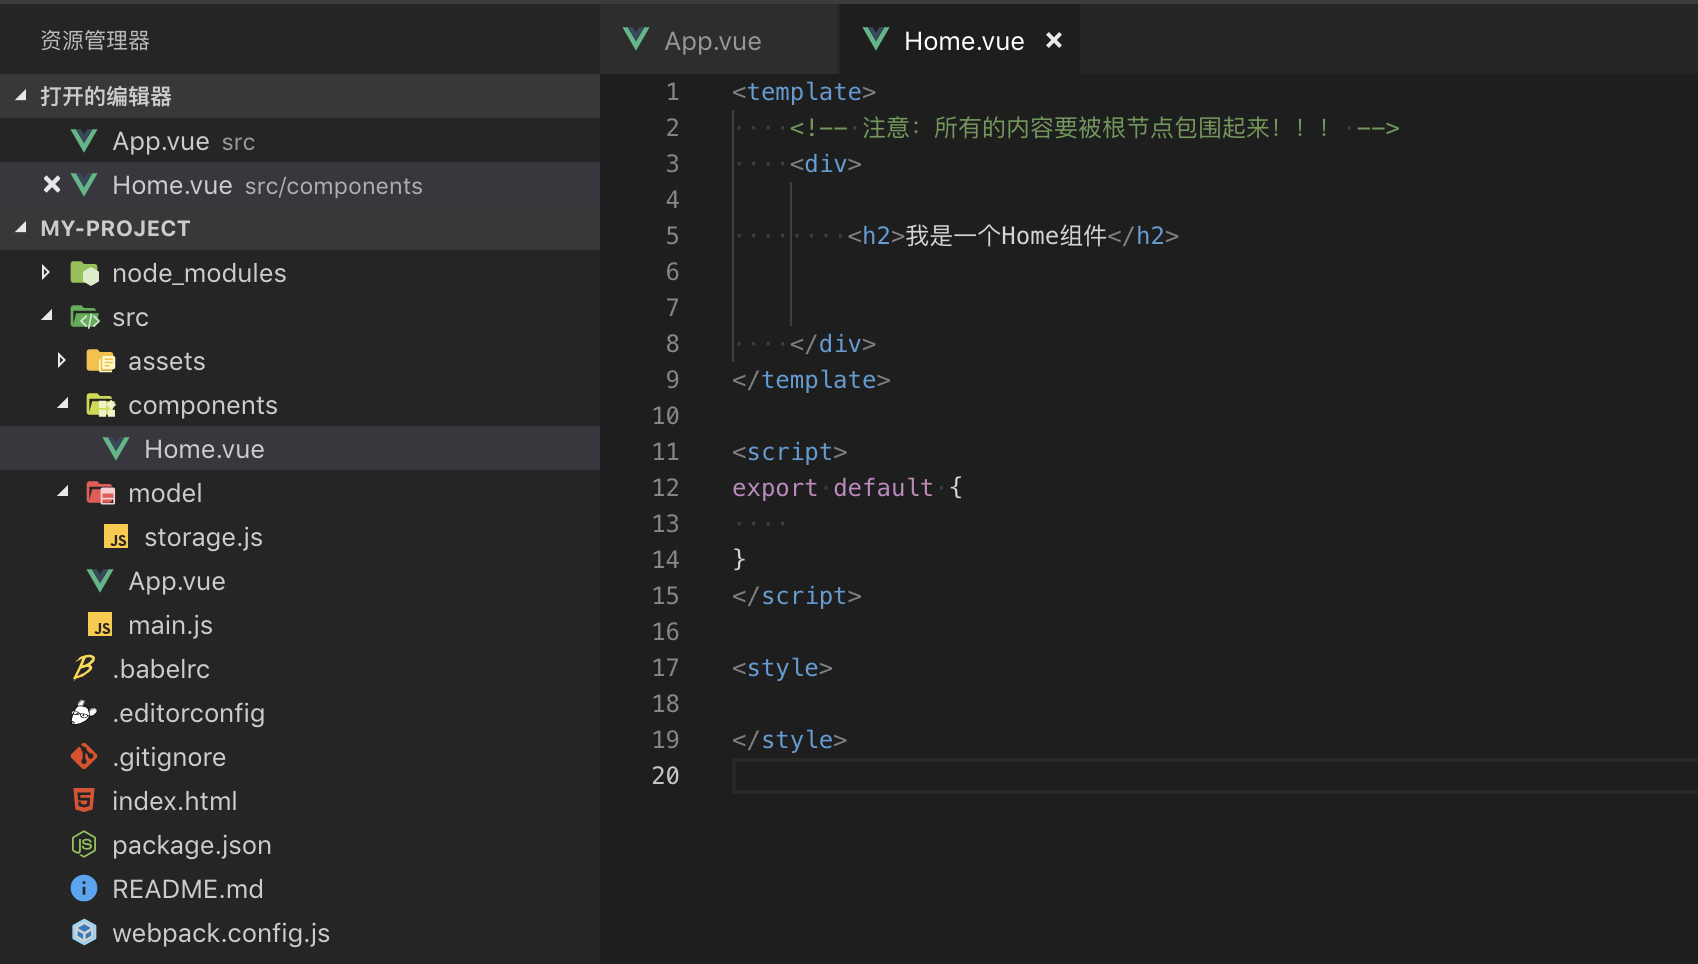 资源管理器
打开的编辑器
App.vue src
Home.vue src/components
MY-PROJECT
node_modules
src
assets
components
Home.vue
model
JS storage.js
App.vue
JS main.js
.babelrc
.editorconfig
.gitignore
index.html
package.json
README.md
webpack.config.js
App.vue
Home.vue
1 <template>
2 <!-- 注意：所有的内容要被根节点包围起来！！！ -->
3 <div>
4
5 <h2>我是一个Home组件</h2>
6
7
8 </div>
9 </template>
10
11 <script>
12 export default {
13
14 }
15 </script>
16
17 <style>
18
19 </style>
20